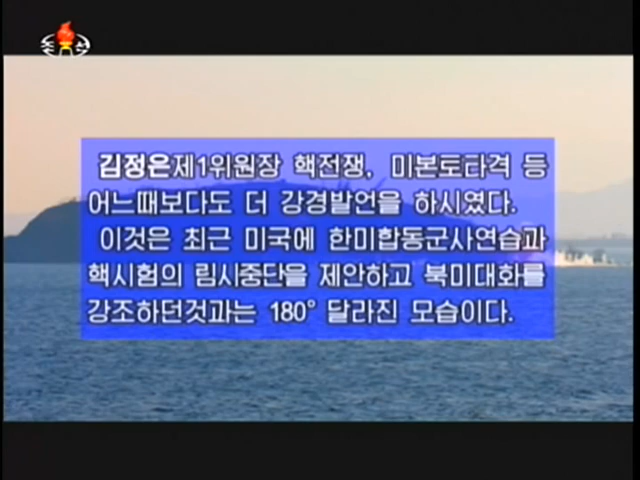 조선
김정은제1위원장 핵전쟁, 미본토타격 등
어느때보다도 더 강경발언을 하시였다.
이것은 최근 미국에 한미합동군사연습과
핵시험의 림시중단을 제안하고 북미대화를
강조하던것과는 180° 달라진 모습이다.